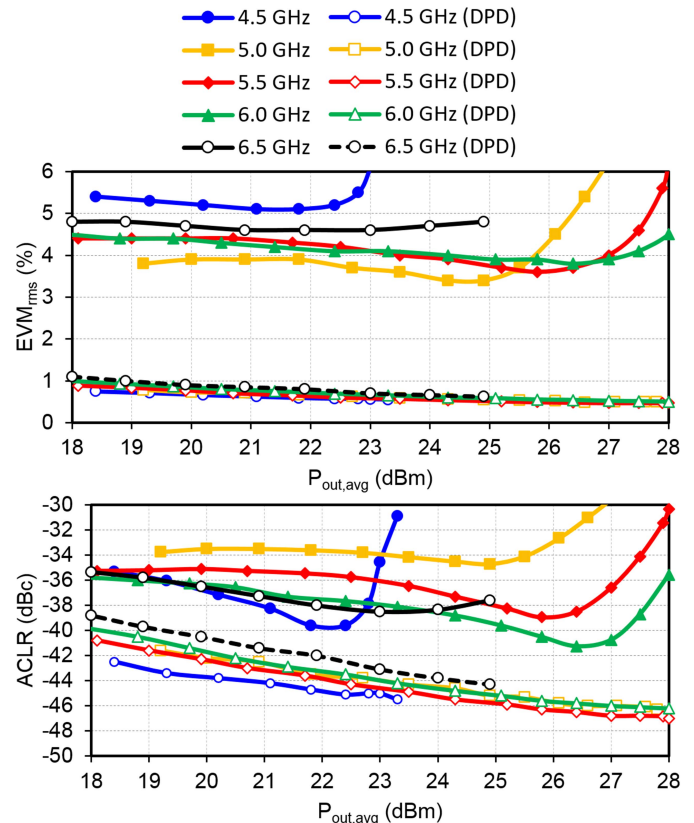 4.5 GHz 4.5 GHz (DPD)
5.0 GHz 5.0 GHz (DPD)
5.5 GHz 5.5 GHz (DPD)
6.0 GHz 6.0 GHz (DPD)
6.5 GHz 6.5 GHz (DPD)
6
5
4
3
2
1
0
EVMrms (%)
18 19 20 21 22 23 24 25 26 27 28
Pout,avg (dBm)
-30
-32
-34
-36
-38
-40
-42
-44
-46
-48
-50
ACLR (dBc)
18 19 20 21 22 23 24 25 26 27 28
Pout,avg (dBm)